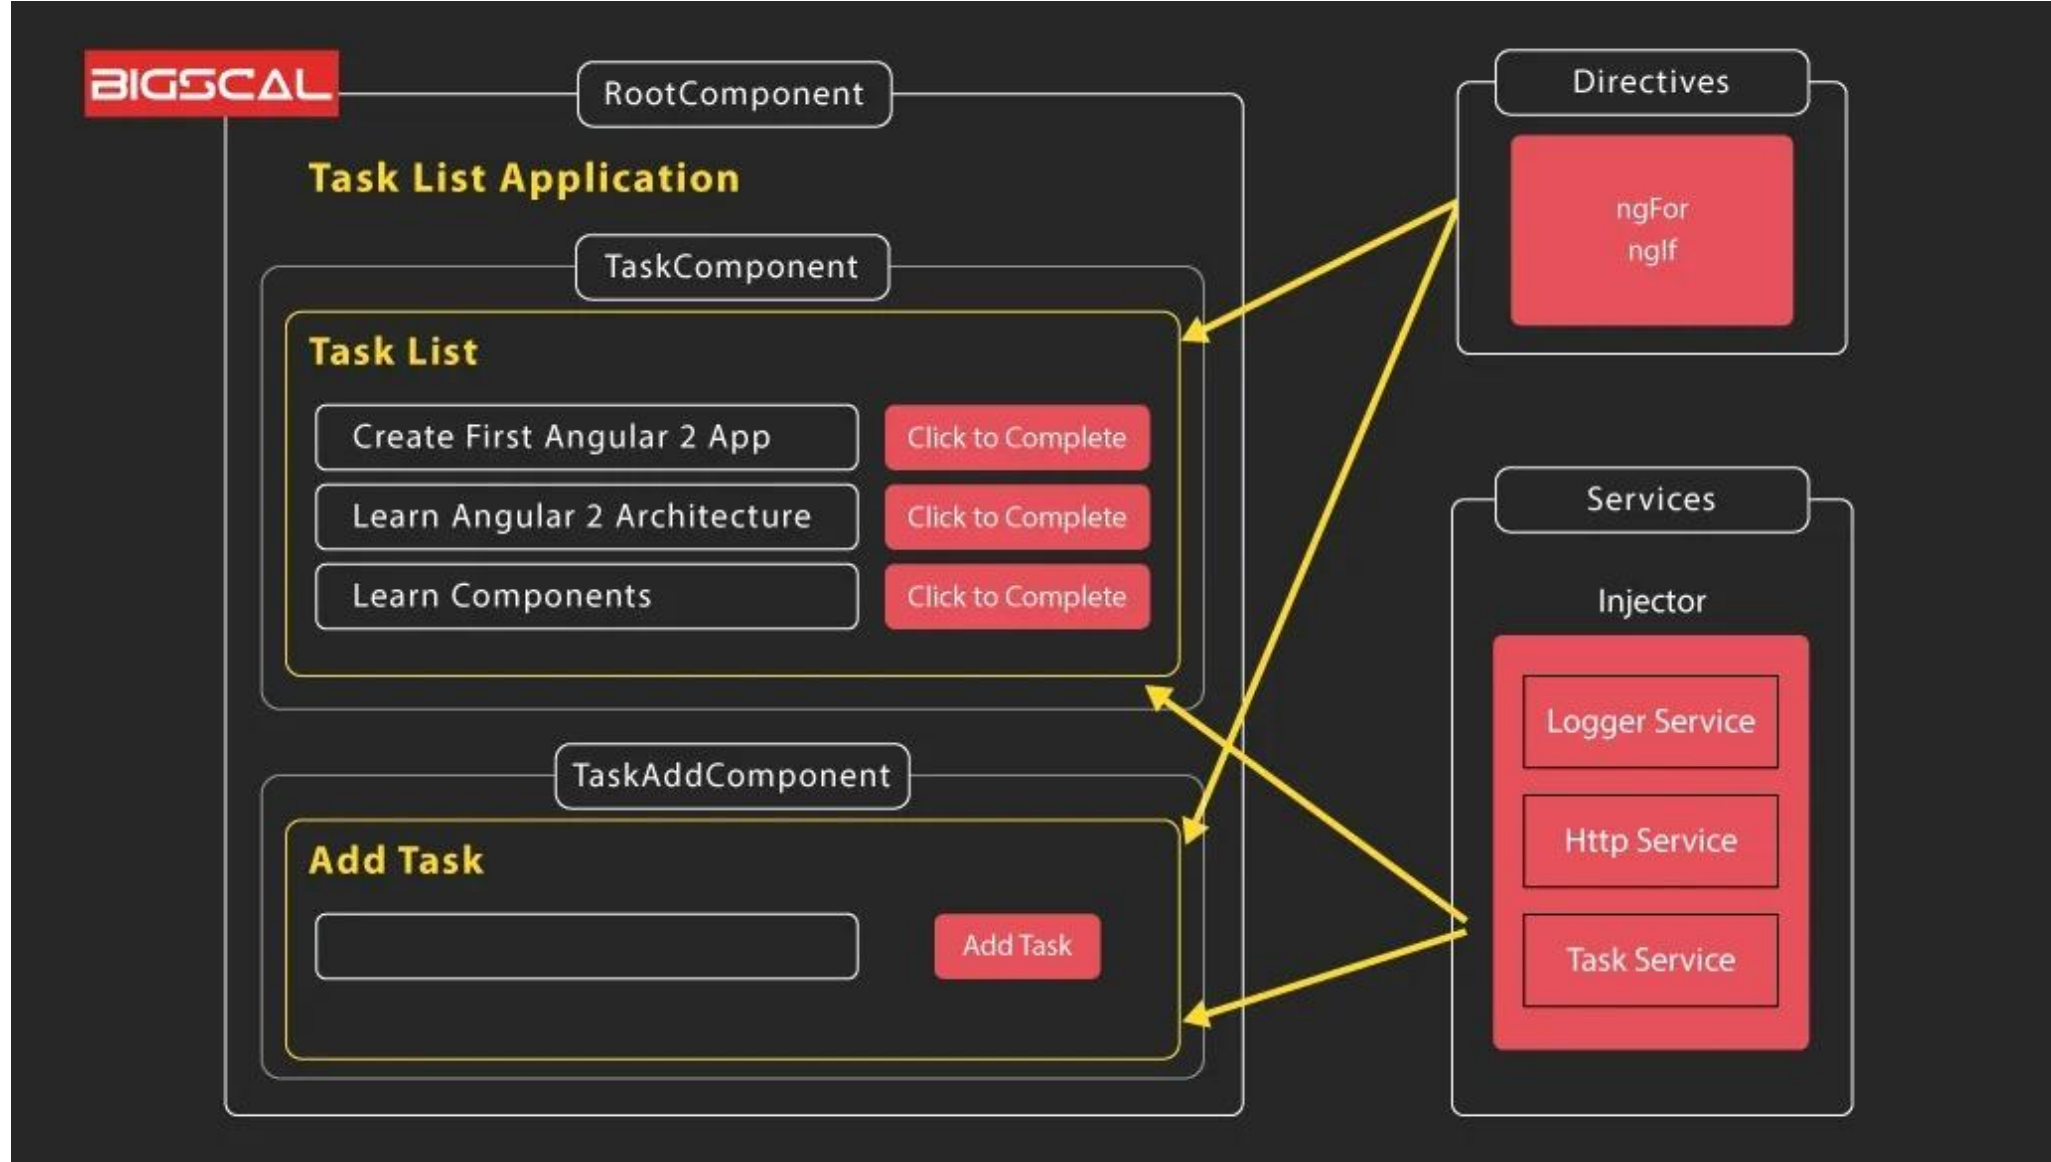 BIGSCAL
RootComponent
Task List Application
TaskComponent
Task List
Create First Angular 2 App
Click to Complete
Learn Angular 2 Architecture
Click to Complete
Learn Components
Click to Complete
TaskAddComponent
Add Task
Add Task
Directives
ngFor
ngIf
Services
Injector
Logger Service
Http Service
Task Service